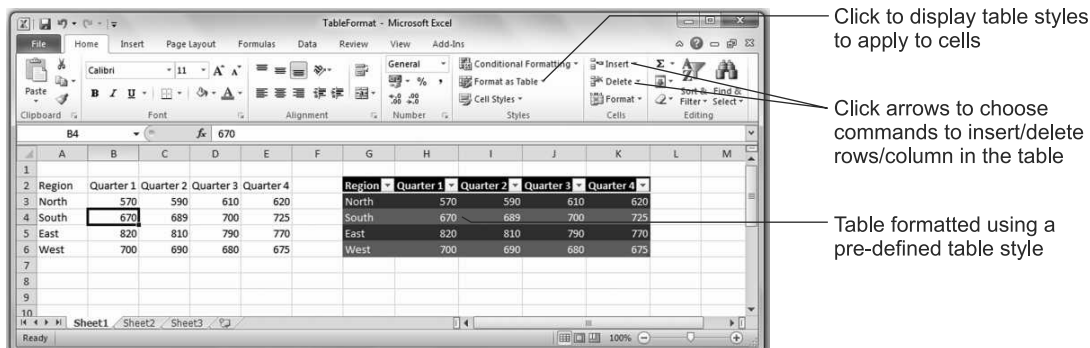 TableFormat - Microsoft Excel
File Home Insert Page Layout Formulas Data Review View Add-Ins
Paste
Clipboard
Calibri 11 A A
B I U A
Font
Alignment
General
% ,
.0 .00 .00 .0
Number
Conditional Formatting
Format as Table
Cell Styles
Styles
Insert
Delete
Format
Cells
Σ
Sort & Filter
Find & Select
Editing
B4 fx 670
A B C D E F G H I J K L M
1
2 Region Quarter 1 Quarter 2 Quarter 3 Quarter 4 Region Quarter 1 Quarter 2 Quarter 3 Quarter 4
3 North 570 590 610 620 North 570 590 610 620
4 South 670 689 700 725 South 670 689 700 725
5 East 820 810 790 770 East 820 810 790 770
6 West 700 690 680 675 West 700 690 680 675
7
8
9
10
Sheet1 Sheet2 Sheet3
Ready 100%
Click to display table styles
to apply to cells
Click arrows to choose
commands to insert/delete
rows/column in the table
Table formatted using a
pre-defined table style